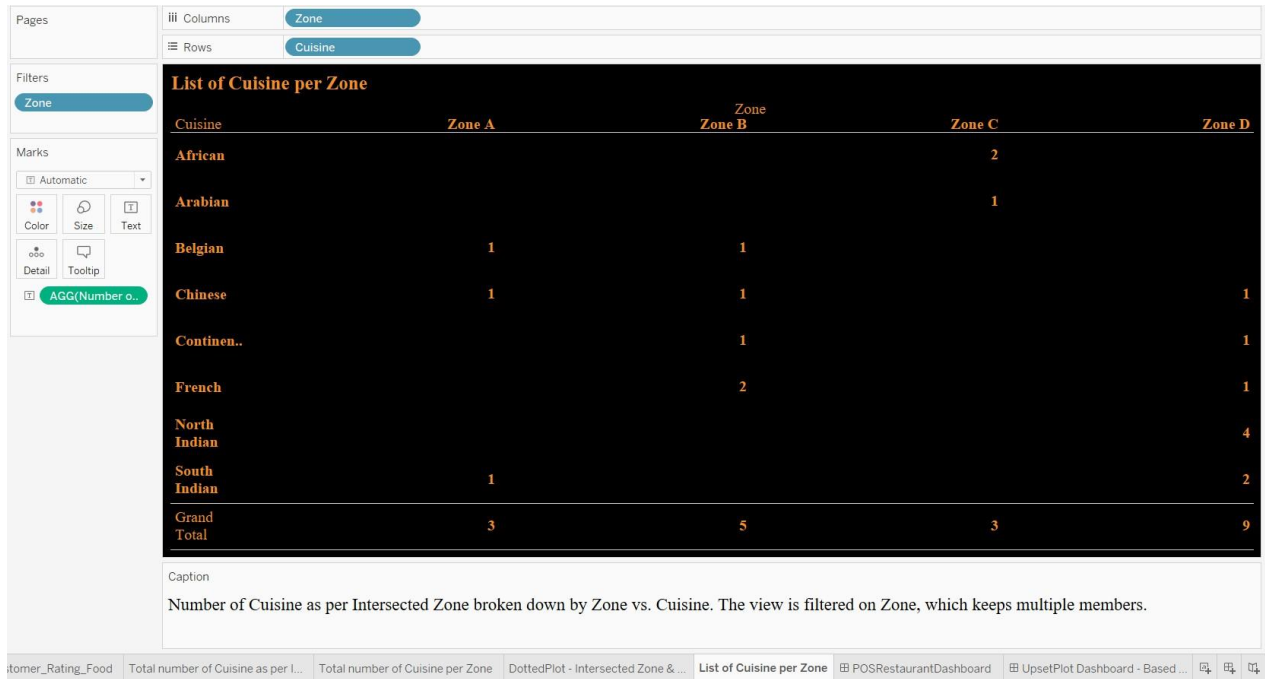 Pages
iii Columns
Zone
Rows
Cuisine
Filters
Zone
Marks
T Automatic
Color Size Text
Detail Tooltip
T AGG(Number o..
List of Cuisine per Zone
Zone
Cuisine Zone A Zone B Zone C Zone D
African 2
Arabian 1
Belgian 1 1
Chinese 1 1 1
Continen.. 1 1
French 2 1
North
Indian 4
South
Indian 1 2
Grand
Total 3 5 3 9
Caption
Number of Cuisine as per Intersected Zone broken down by Zone vs. Cuisine. The view is filtered on Zone, which keeps multiple members.
stomer_Rating_Food Total number of Cuisine as per I... Total number of Cuisine per Zone DottedPlot - Intersected Zone & ... List of Cuisine per Zone POSRestaurantDashboard UpsetPlot Dashboard - Based ...